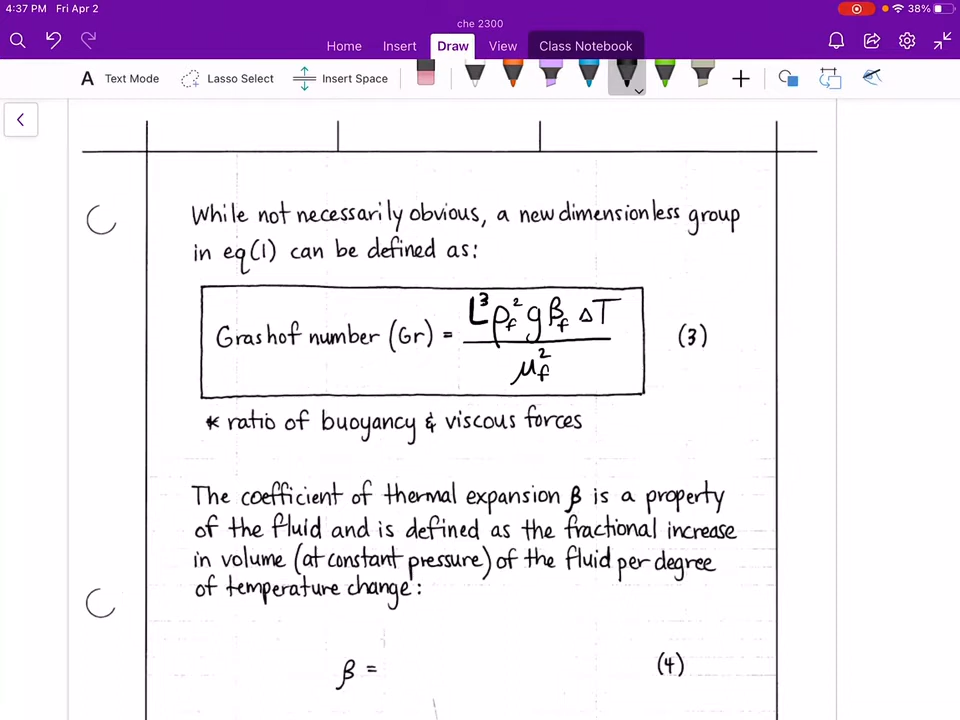 4:37 PM Fri Apr 2
38%
che 2300
Home Insert Draw View Class Notebook
A Text Mode Lasso Select Insert Space
While not necessarily obvious, a new dimensionless group
in eq(1) can be defined as:
Grashof number (Gr) = L³ρf²gβfΔT / μf² (3)
* ratio of buoyancy & viscous forces
The coefficient of thermal expansion β is a property
of the fluid and is defined as the fractional increase
in volume (at constant pressure) of the fluid per degree
of temperature change:
β = (4)